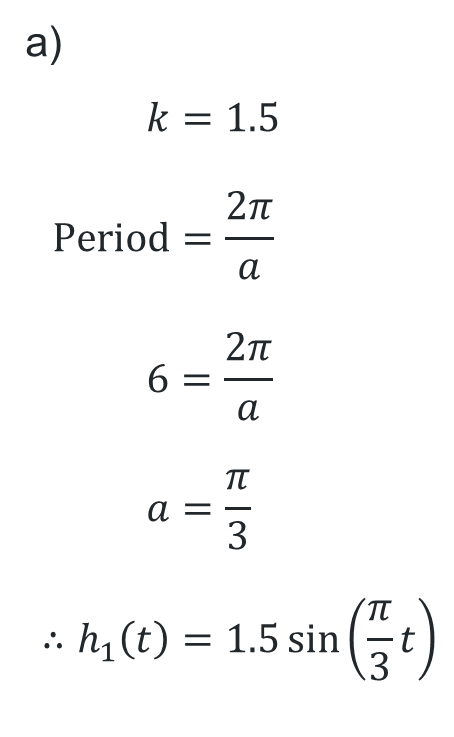 a)
k = 1.5
Period = 2π/a
6 = 2π/a
a = π/3
∴ h₁(t) = 1.5 sin(π/3 t)